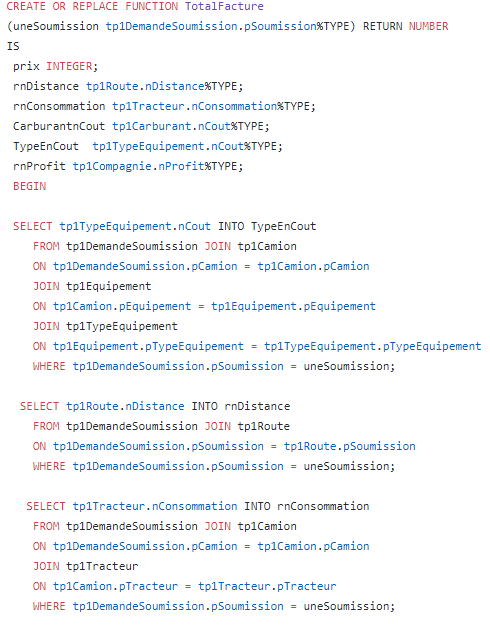 CREATE OR REPLACE FUNCTION TotalFacture
(uneSoumission tp1DemandeSoumission.pSoumission%TYPE) RETURN NUMBER
IS
prix INTEGER;
rnDistance tp1Route.nDistance%TYPE;
rnConsommation tp1Tracteur.nConsommation%TYPE;
CarburantnCout tp1Carburant.nCout%TYPE;
TypeEnCout  tp1TypeEquipement.nCout%TYPE;
rnProfit tp1Compagnie.nProfit%TYPE;
BEGIN
SELECT tp1TypeEquipement.nCout INTO TypeEnCout
FROM tp1DemandeSoumission JOIN tp1Camion
ON tp1DemandeSoumission.pCamion = tp1Camion.pCamion
JOIN tp1Equipement
ON tp1Camion.pEquipement = tp1Equipement.pEquipement
JOIN tp1TypeEquipement
ON tp1Equipement.pTypeEquipement = tp1TypeEquipement.pTypeEquipement
WHERE tp1DemandeSoumission.pSoumission = uneSoumission;
SELECT tp1Route.nDistance INTO rnDistance
FROM tp1DemandeSoumission JOIN tp1Route
ON tp1DemandeSoumission.pSoumission = tp1Route.pSoumission
WHERE tp1DemandeSoumission.pSoumission = uneSoumission;
SELECT tp1Tracteur.nConsommation INTO rnConsommation
FROM tp1DemandeSoumission JOIN tp1Camion
ON tp1DemandeSoumission.pCamion = tp1Camion.pCamion
JOIN tp1Tracteur
ON tp1Camion.pTracteur = tp1Tracteur.pTracteur
WHERE tp1DemandeSoumission.pSoumission = uneSoumission;